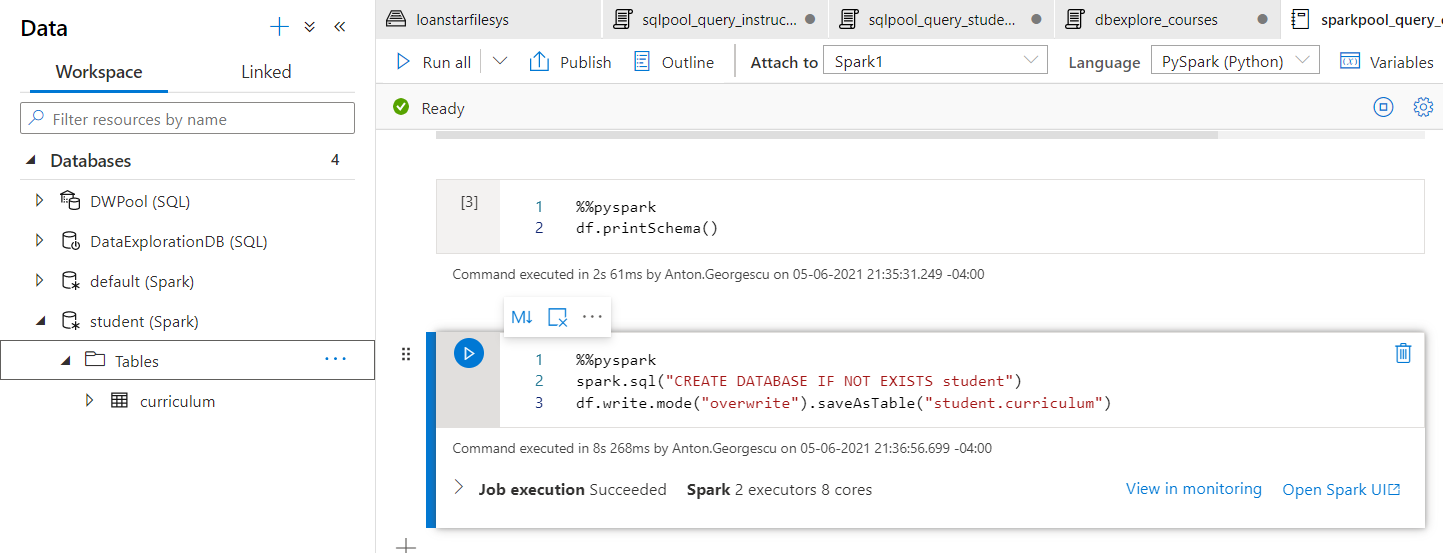 Data
Workspace
Linked
Filter resources by name
Databases
4
DWPool (SQL)
DataExplorationDB (SQL)
default (Spark)
student (Spark)
Tables
curriculum
loanstarfilesys
sqlpool_query_instruc...
sqlpool_query_stude...
dbexplore_courses
sparkpool_query_
Run all
Publish
Outline
Attach to
Spark1
Language
PySpark (Python)
Variables
Ready
[3]
1 %%pyspark
2 df.printSchema()
Command executed in 2s 61ms by Anton.Georgescu on 05-06-2021 21:35:31.249 -04:00
M↓
1 %%pyspark
2 spark.sql("CREATE DATABASE IF NOT EXISTS student")
3 df.write.mode("overwrite").saveAsTable("student.curriculum")
Command executed in 8s 268ms by Anton.Georgescu on 05-06-2021 21:36:56.699 -04:00
Job execution Succeeded Spark 2 executors 8 cores
View in monitoring
Open Spark UI